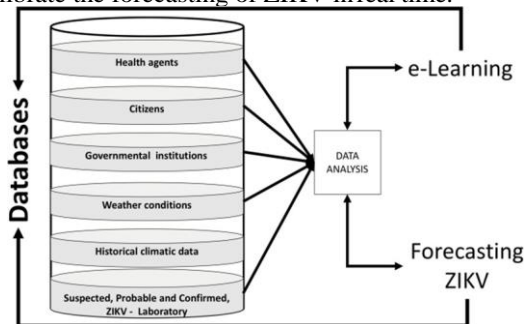 the forecasting of ZIKV in real time.
Databases
Health agents
Citizens
Governmental institutions
Weather conditions
Historical climatic data
Suspected, Probable and Confirmed,
ZIKV - Laboratory
DATA
ANALYSIS
e-Learning
Forecasting
ZIKV